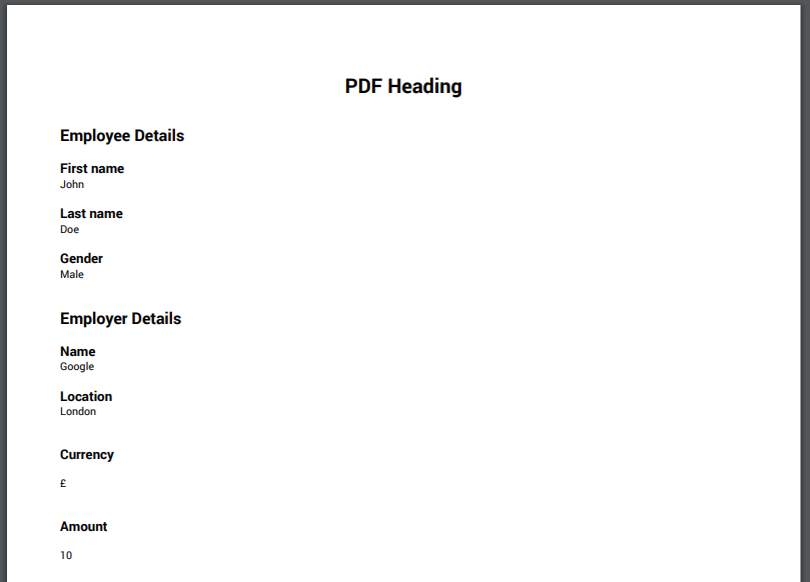 PDF Heading
Employee Details
First name
John
Last name
Doe
Gender
Male
Employer Details
Name
Google
Location
London
Currency
£
Amount
10